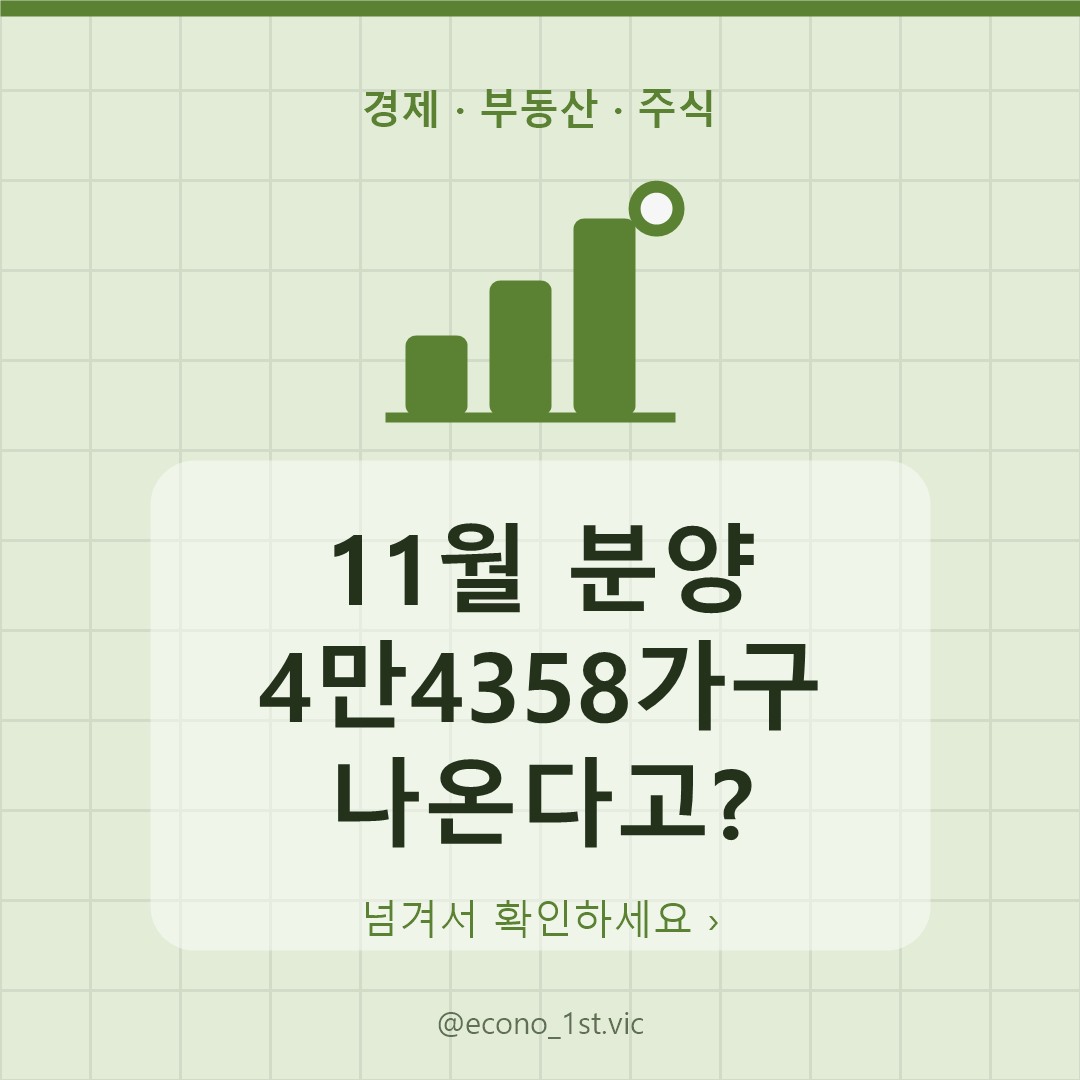 경제 · 부동산 · 주식
11월 분양
4만4358가구
나온다고?
넘겨서 확인하세요 ›
@econo_1st.vic